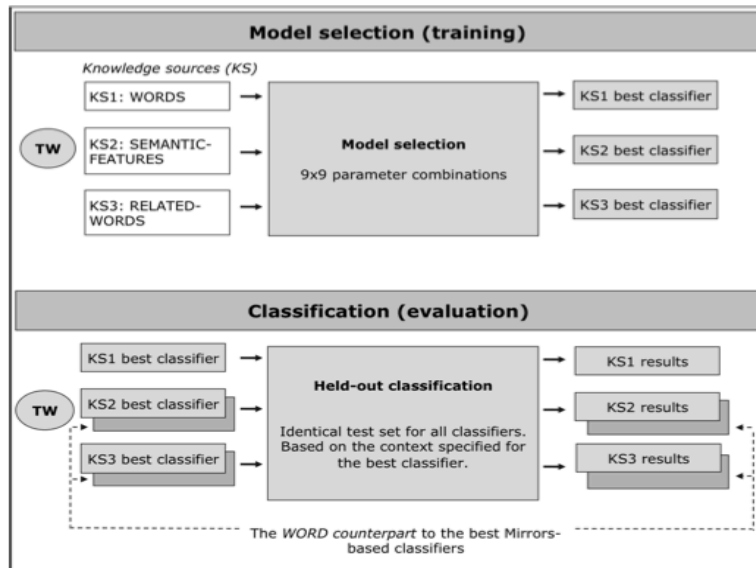 Model selection (training)
Knowledge sources (KS)
KS1: WORDS
TW
KS2: SEMANTIC-
FEATURES
KS3: RELATED-
WORDS
Model selection
9x9 parameter combinations
KS1 best classifier
KS2 best classifier
KS3 best classifier
Classification (evaluation)
TW
KS1 best classifier
KS2 best classifier
KS3 best classifier
Held-out classification
Identical test set for all classifiers.
Based on the context specified for
the best classifier.
KS1 results
KS2 results
KS3 results
The WORD counterpart to the best Mirrors-
based classifiers